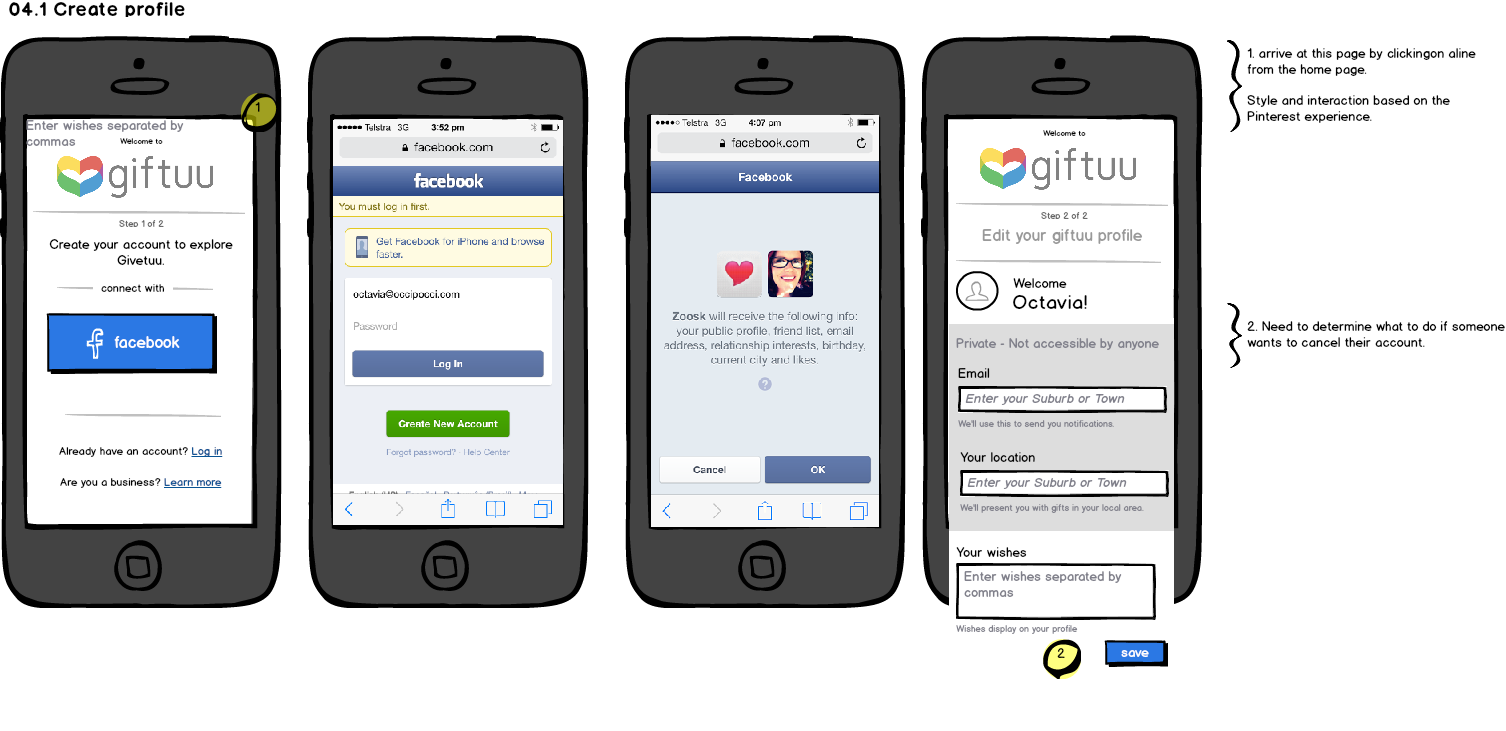 04.1 Create profile
1
Enter wishes separated by
commas
Welcome to
giftuu
Step 1 of 2
Create your account to explore
Givetuu.
connect with
facebook
Already have an account? Log in
Are you a business? Learn more
Telstra 3G 3:52 pm
facebook.com
facebook
You must log in first.
Get Facebook for iPhone and browse
faster.
octavia@occipocci.com
Password
Log In
Create New Account
Forgot password? · Help Center
Telstra 3G 4:07 pm
facebook.com
Facebook
Zoosk will receive the following info:
your public profile, friend list, email
address, relationship interests, birthday,
current city and likes.
?
Cancel OK
Welcome to
giftuu
Step 2 of 2
Edit your giftuu profile
Welcome
Octavia!
Private - Not accessible by anyone
Email
Enter your Suburb or Town
We'll use this to send you notifications.
Your location
Enter your Suburb or Town
We'll present you with gifts in your local area.
Your wishes
Enter wishes separated by
commas
Wishes display on your profile
2
save
1. arrive at this page by clickingon aline
from the home page.
Style and interaction based on the
Pinterest experience.
2. Need to determine what to do if someone
wants to cancel their account.